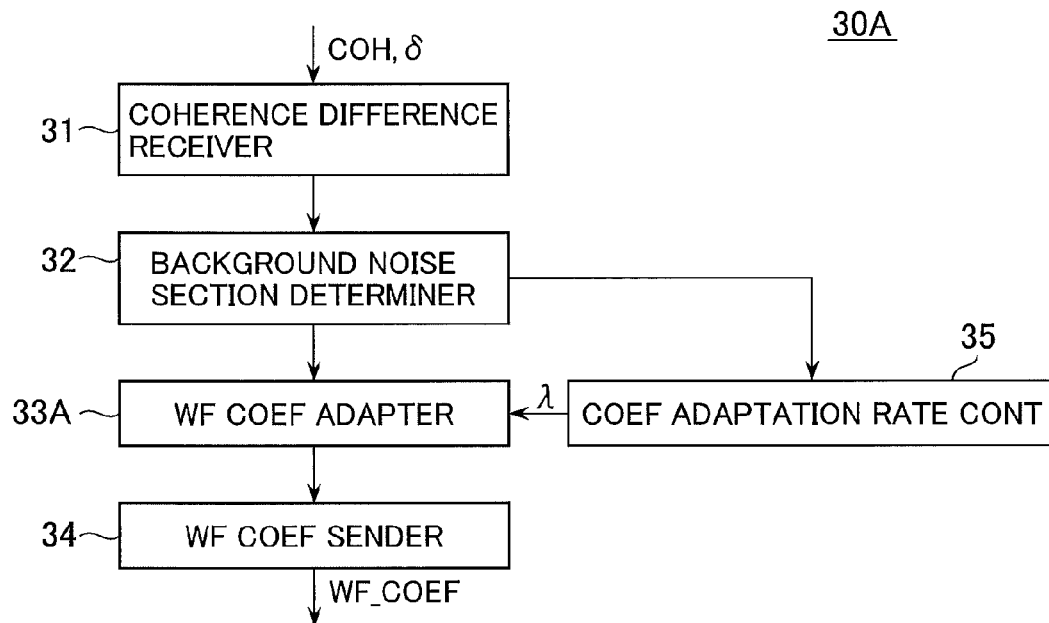 30A
COH, δ
31
COHERENCE DIFFERENCE
RECEIVER
32
BACKGROUND NOISE
SECTION DETERMINER
35
33A
WF COEF ADAPTER
λ
COEF ADAPTATION RATE CONT
34
WF COEF SENDER
WF_COEF